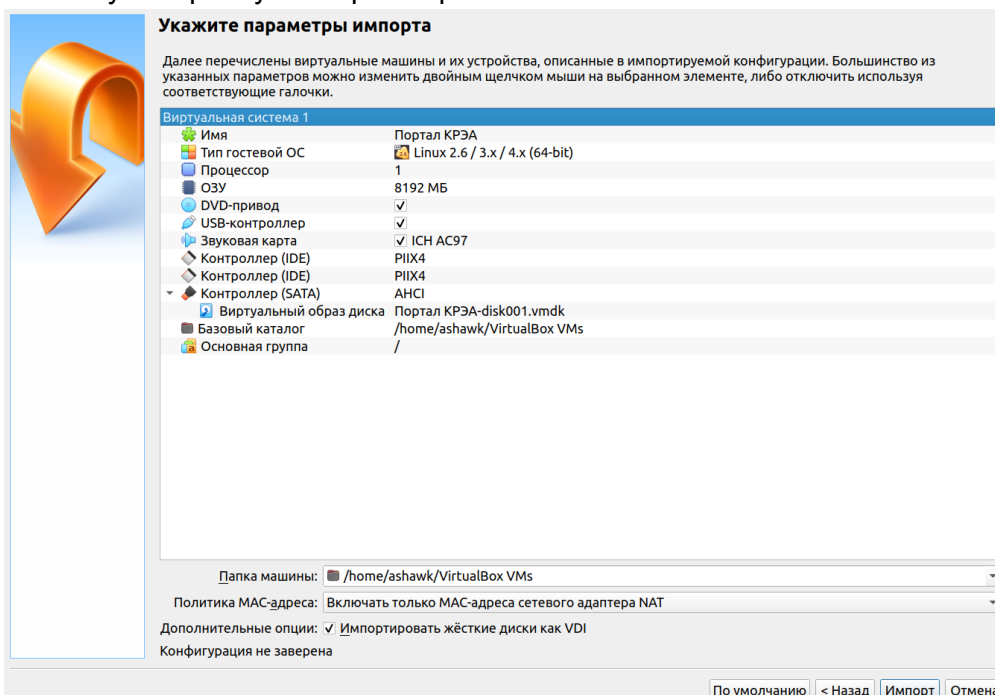 Укажите параметры импорта
Далее перечислены виртуальные машины и их устройства, описанные в импортируемой конфигурации. Большинство из
указанных параметров можно изменить двойным щелчком мыши на выбранном элементе, либо отключить используя
соответствующие галочки.
Виртуальная система 1
Имя Портал КРЭА
Тип гостевой ОС Linux 2.6 / 3.x / 4.x (64-bit)
Процессор 1
ОЗУ 8192 МБ
DVD-привод
USB-контроллер
Звуковая карта ICH AC97
Контроллер (IDE) PIIX4
Контроллер (IDE) PIIX4
Контроллер (SATA) AHCI
Виртуальный образ диска Портал КРЭА-disk001.vmdk
Базовый каталог /home/ashawk/VirtualBox VMs
Основная группа /
Папка машины: /home/ashawk/VirtualBox VMs
Политика MAC-адреса: Включать только MAC-адреса сетевого адаптера NAT
Дополнительные опции: Импортировать жёсткие диски как VDI
Конфигурация не заверена
По умолчанию < Назад Импорт Отмена